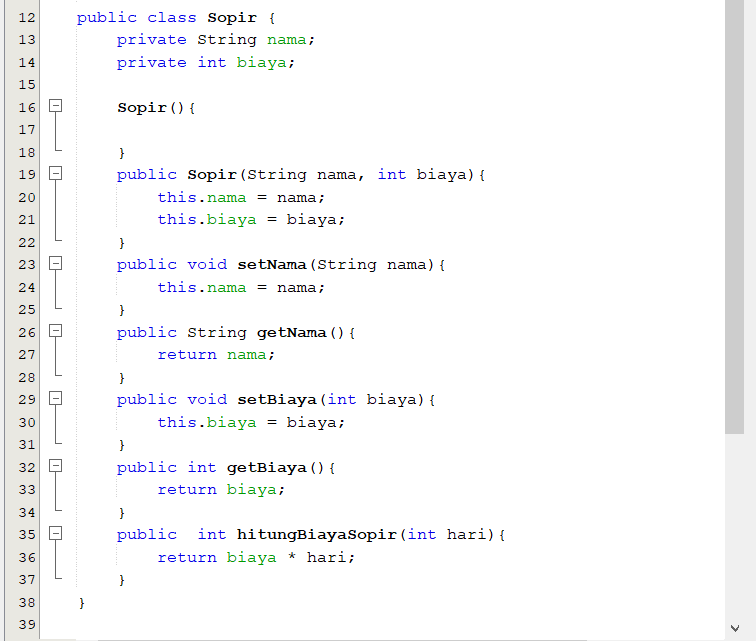 12 public class Sopir {
13 private String nama;
14 private int biaya;
15
16 Sopir(){
17
18 }
19 public Sopir(String nama, int biaya){
20 this.nama = nama;
21 this.biaya = biaya;
22 }
23 public void setNama(String nama){
24 this.nama = nama;
25 }
26 public String getNama(){
27 return nama;
28 }
29 public void setBiaya(int biaya){
30 this.biaya = biaya;
31 }
32 public int getBiaya(){
33 return biaya;
34 }
35 public  int hitungBiayaSopir(int hari){
36 return biaya * hari;
37 }
38 }
39